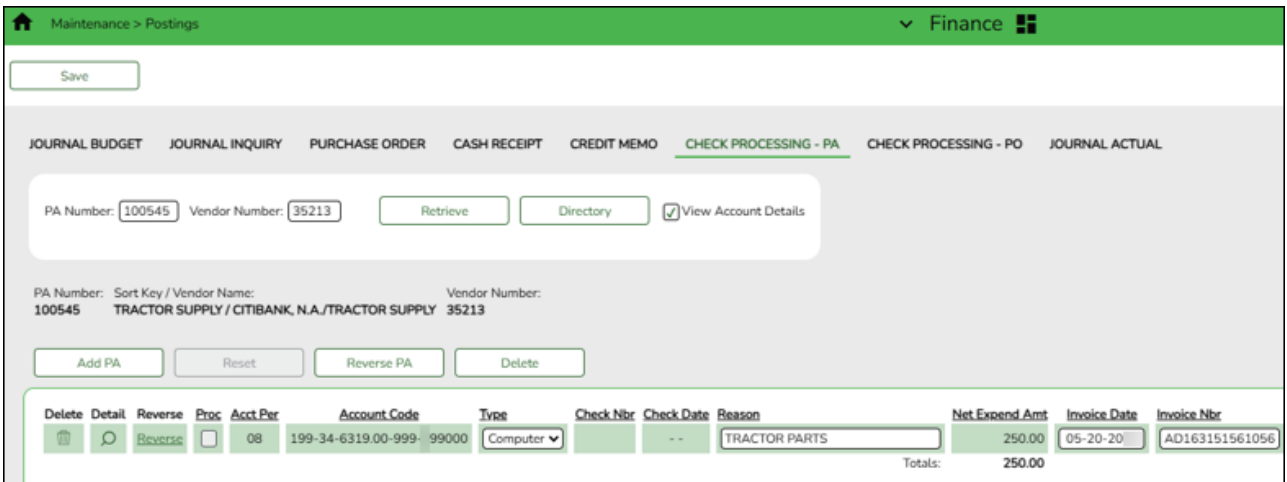 Maintenance > Postings Finance
Save
JOURNAL BUDGET JOURNAL INQUIRY PURCHASE ORDER CASH RECEIPT CREDIT MEMO CHECK PROCESSING - PA CHECK PROCESSING - PO JOURNAL ACTUAL
PA Number: 100545 Vendor Number: 35213 Retrieve Directory View Account Details
PA Number: Sort Key / Vendor Name: Vendor Number:
100545 TRACTOR SUPPLY / CITIBANK, N.A./TRACTOR SUPPLY 35213
Add PA Reset Reverse PA Delete
Delete Detail Reverse Proc Acct Per Account Code Type Check Nbr Check Date Reason Net Expend Amt Invoice Date Invoice Nbr
Reverse 08 199-34-6319.00-999- 99000 Computer - - TRACTOR PARTS 250.00 05-20-20 AD163151561056
Totals: 250.00